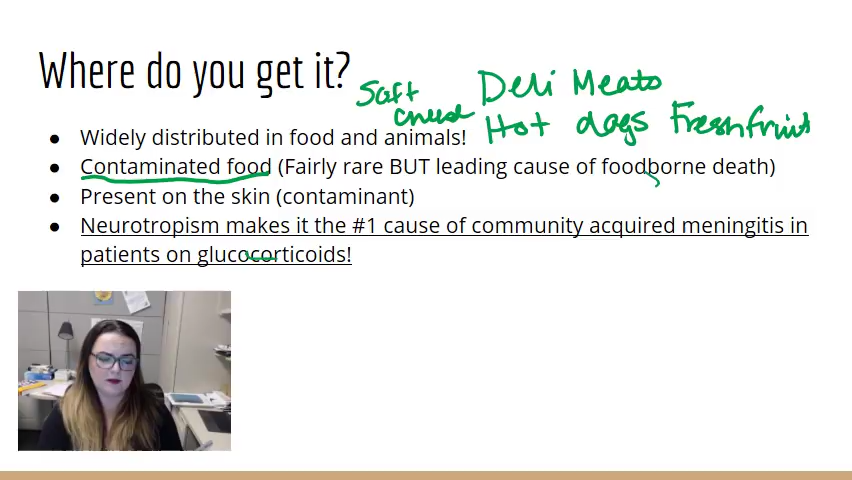 Where do you get it?
Soft cheese
Deli Meats
Hot dogs Fresh fruit
● Widely distributed in food and animals!
● Contaminated food (Fairly rare BUT leading cause of foodborne death)
● Present on the skin (contaminant)
● Neurotropism makes it the #1 cause of community acquired meningitis in
patients on glucocorticoids!